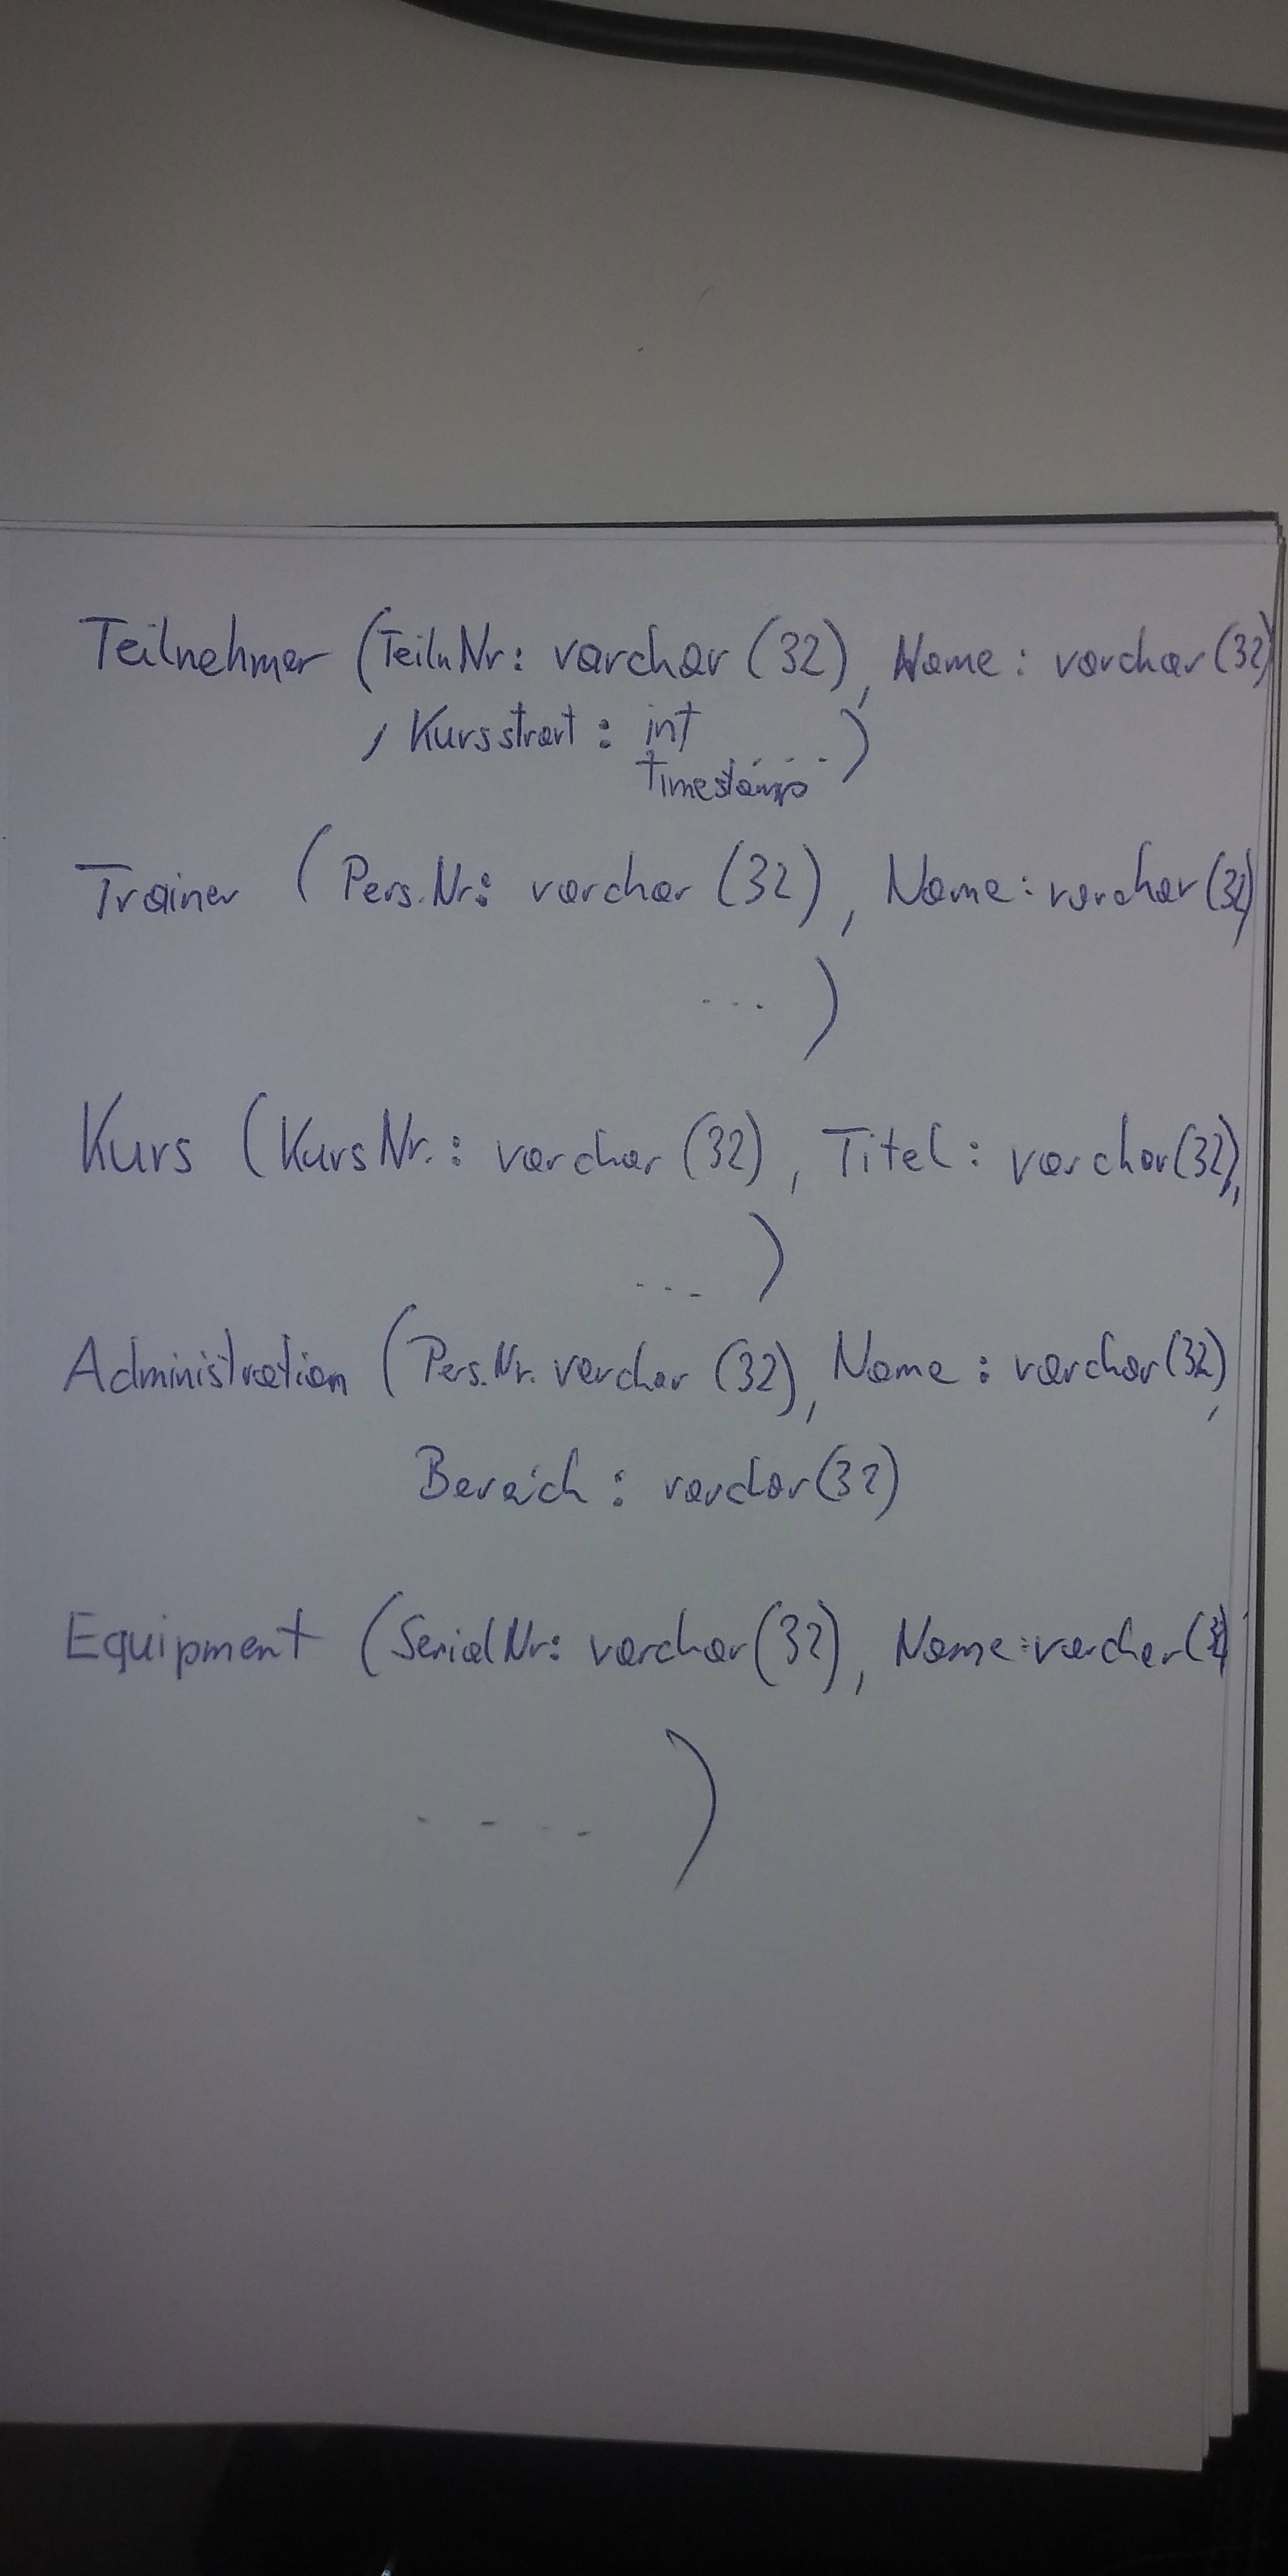 Teilnehmer (TeilnNr: varchar (32), Name: varchar (32)
, Kursstart: int ....)
timestamp
Trainer (Pers.Nr: varchar (32), Name: varchar (32)
...)
Kurs (KursNr.: varchar (32), Titel: varchar (32),
...)
Administration (Pers.Nr. varchar (32), Name: varchar (32),
Bereich: varchar (32)
Equipment (SerialNr: varchar (32), Name: varchar (32)
....)